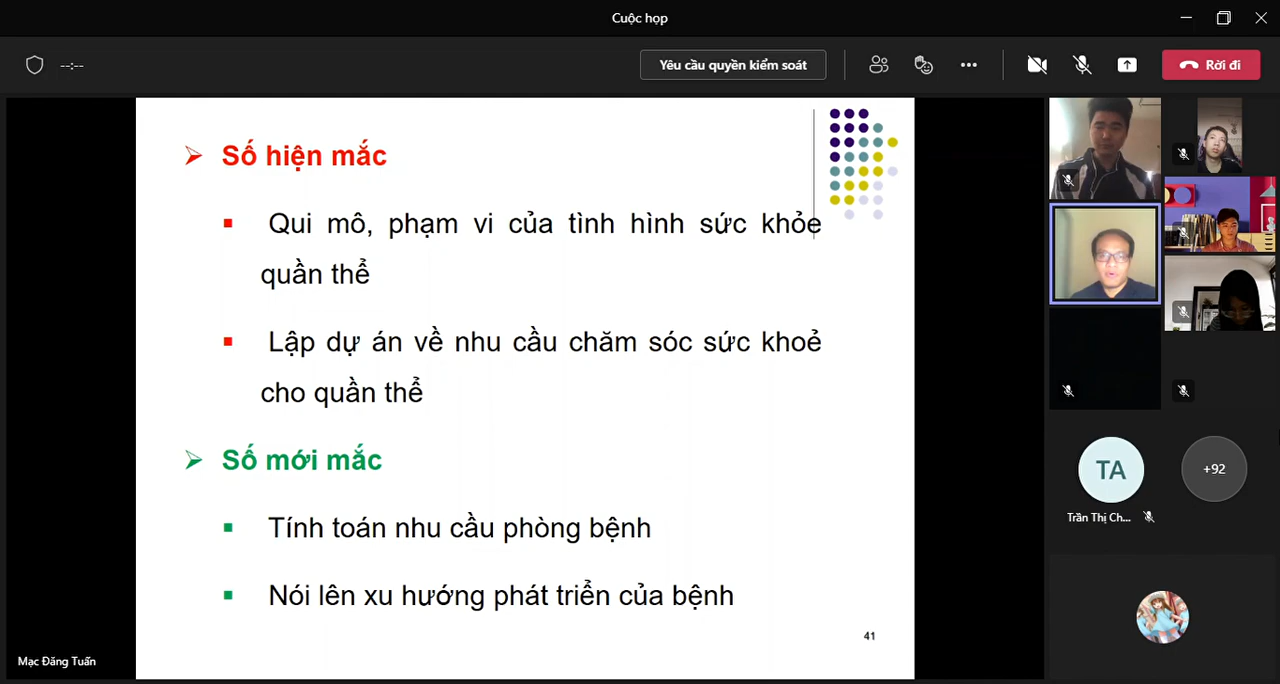 Cuộc họp
--:--
Yêu cầu quyền kiểm soát
Rời đi
Số hiện mắc
Qui mô, phạm vi của tình hình sức khỏe
quần thể
Lập dự án về nhu cầu chăm sóc sức khoẻ
cho quần thể
Số mới mắc
Tính toán nhu cầu phòng bệnh
Nói lên xu hướng phát triển của bệnh
41
Mạc Đăng Tuấn
TA
+92
Trần Thị Ch...